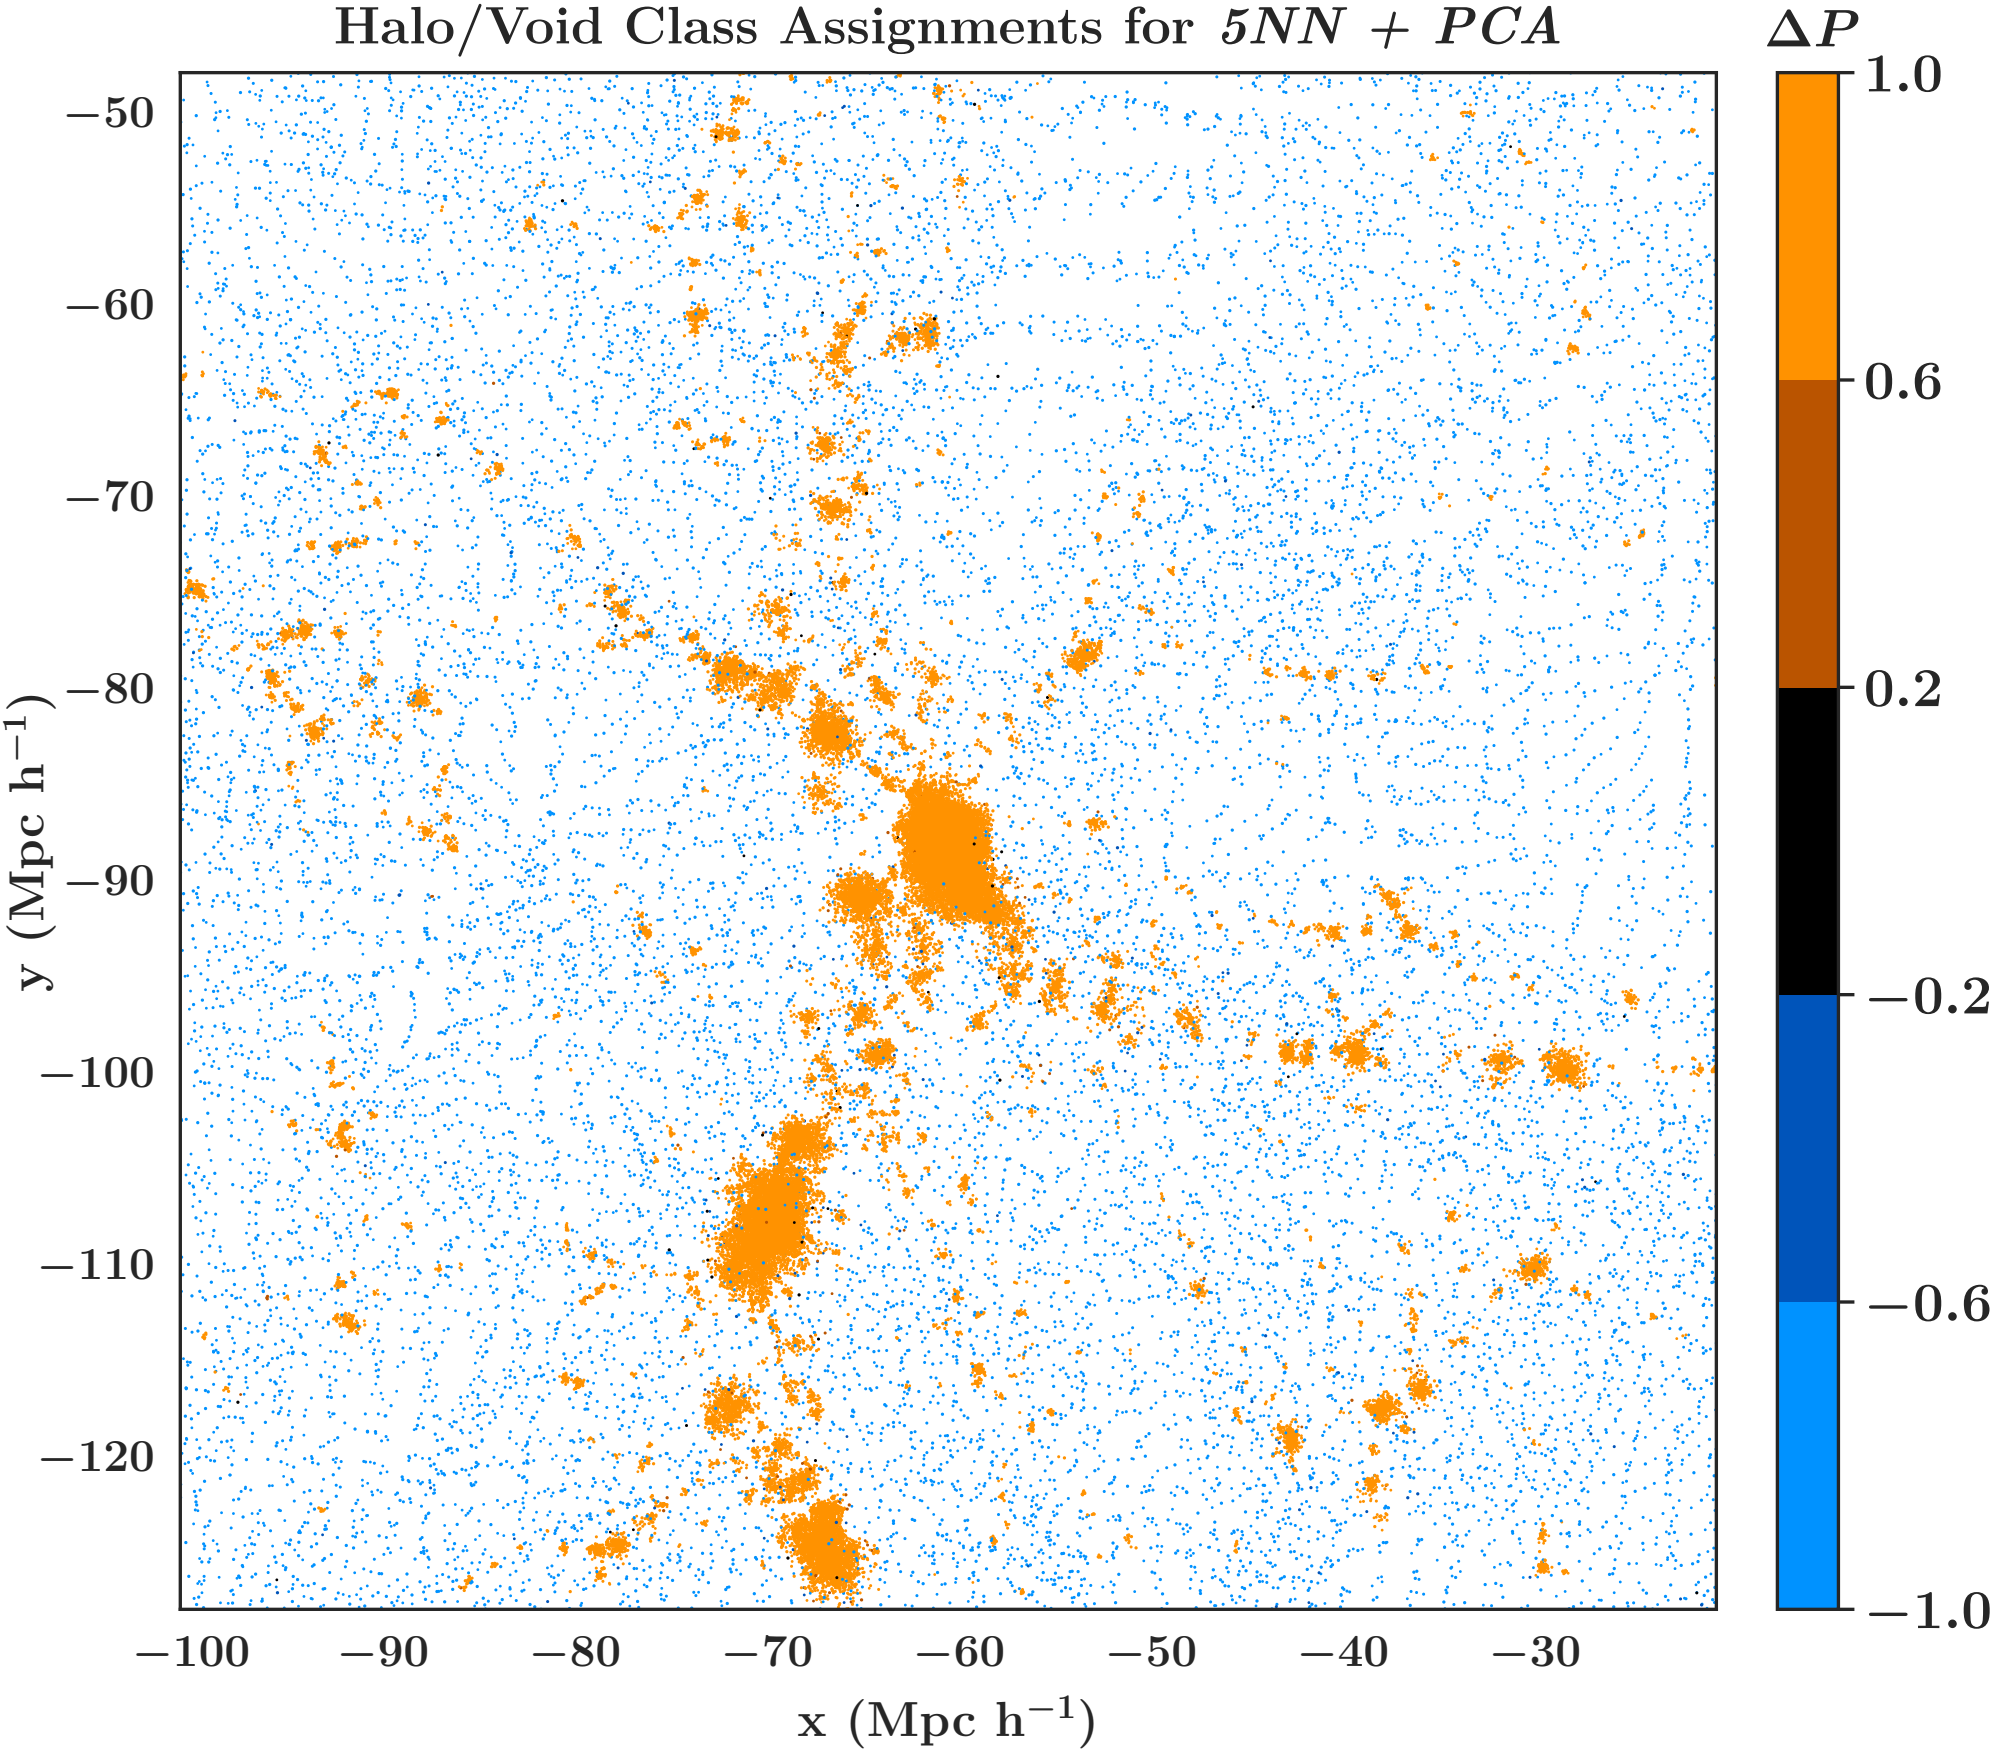 Halo/Void Class Assignments for 5NN + PCA
ΔP
1.0
0.6
0.2
−0.2
−0.6
−1.0
−50
−60
−70
−80
−90
−100
−110
−120
y (Mpc h⁻¹)
−100 −90 −80 −70 −60 −50 −40 −30
x (Mpc h⁻¹)